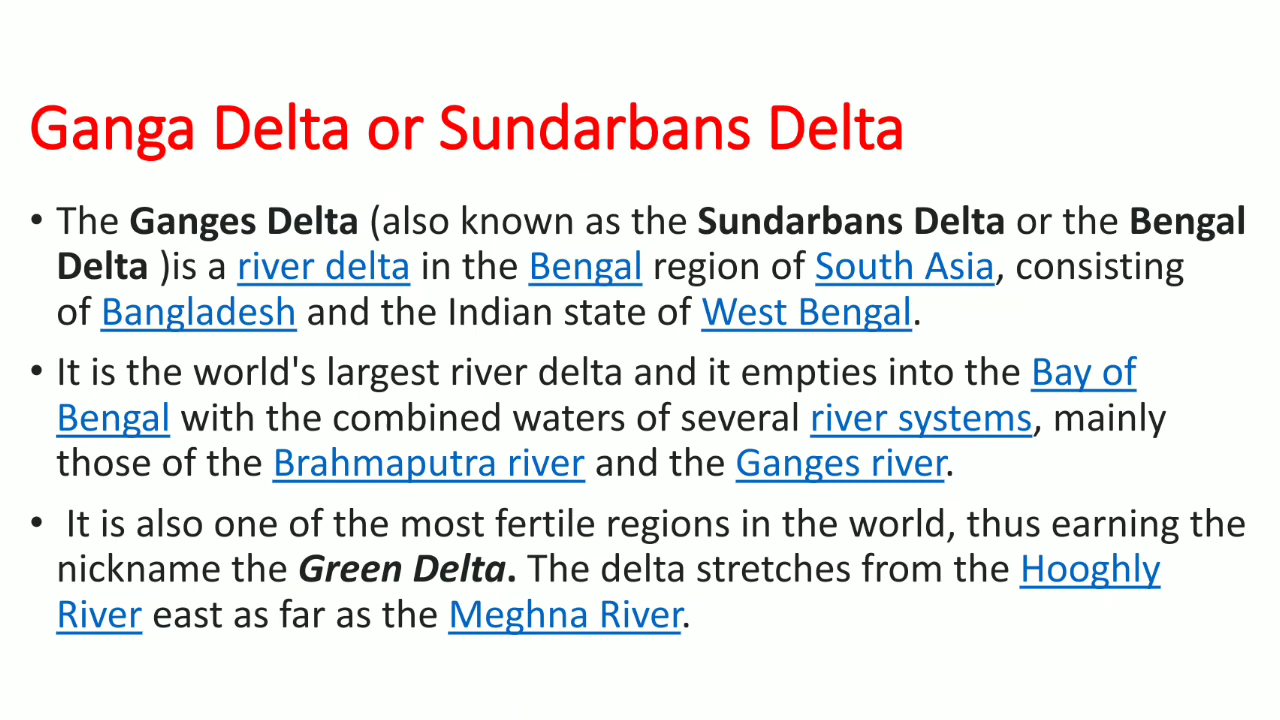 Ganga Delta or Sundarbans Delta
• The Ganges Delta (also known as the Sundarbans Delta or the Bengal
Delta )is a river delta in the Bengal region of South Asia, consisting
of Bangladesh and the Indian state of West Bengal.
• It is the world's largest river delta and it empties into the Bay of
Bengal with the combined waters of several river systems, mainly
those of the Brahmaputra river and the Ganges river.
• It is also one of the most fertile regions in the world, thus earning the
nickname the Green Delta. The delta stretches from the Hooghly
River east as far as the Meghna River.